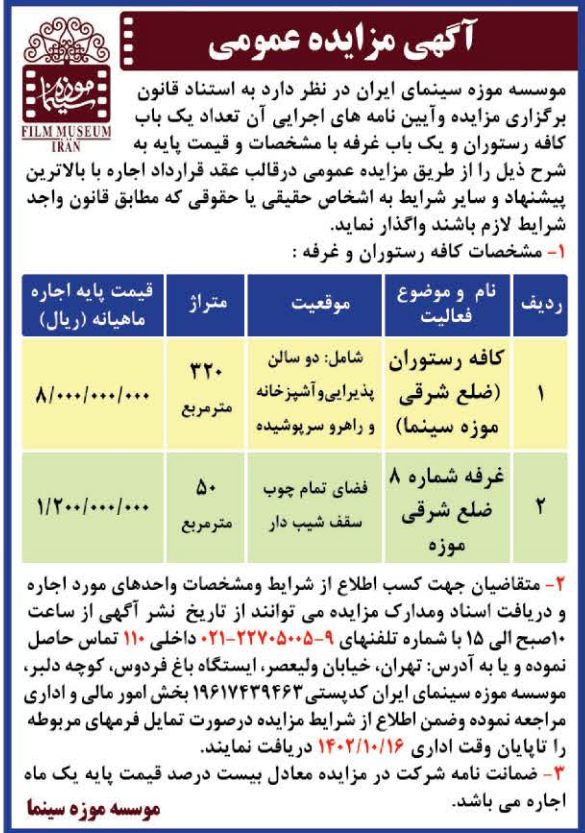 آگهی مزایده عمومی
موزه سینما
FILM MUSEUM
IRAN
موسسه موزه سینمای ایران در نظر دارد به استناد قانون
برگزاری مزایده وآیین نامه های اجرایی آن تعداد یک باب
کافه رستوران و یک باب غرفه با مشخصات و قیمت پایه به
شرح ذیل را از طریق مزایده عمومی درقالب عقد قرارداد اجاره با بالاترین
پیشنهاد و سایر شرایط به اشخاص حقیقی یا حقوقی که مطابق قانون واجد
شرایط لازم باشند واگذار نماید.
۱- مشخصات کافه رستوران و غرفه :
ردیف
نام و موضوع
فعالیت
موقعیت
متراژ
قیمت پایه اجاره
ماهیانه (ریال)
۱
کافه رستوران
(ضلع شرقی
موزه سینما)
شامل: دو سالن
پذیرایی‌وآشپزخانه
و راهرو سرپوشیده
۳۲۰
مترمربع
۸/۰۰۰/۰۰۰/۰۰۰
۲
غرفه شماره ۸
ضلع شرقی
موزه
فضای تمام چوب
سقف شیب دار
۵۰
مترمربع
۱/۲۰۰/۰۰۰/۰۰۰
۲- متقاضیان جهت کسب اطلاع از شرایط ومشخصات واحدهای مورد اجاره
و دریافت اسناد ومدارک مزایده می توانند از تاریخ نشر آگهی از ساعت
۱۰صبح الی ۱۵ با شماره تلفنهای ۹-۲۲۷۰۵۰۰۵-۰۲۱ داخلی ۱۱۰ تماس حاصل
نموده و یا به آدرس: تهران، خیابان ولیعصر، ایستگاه باغ فردوس، کوچه دلبر،
موسسه موزه سینمای ایران کدپستی۱۹۶۱۷۴۳۹۴۶۳ بخش امور مالی و اداری
مراجعه نموده وضمن اطلاع از شرایط مزایده درصورت تمایل فرمهای مربوطه
را تاپایان وقت اداری ۱۴۰۲/۱۰/۱۶ دریافت نمایند.
۳- ضمانت نامه شرکت در مزایده معادل بیست درصد قیمت پایه یک ماه
اجاره می باشد.
موسسه موزه سینما